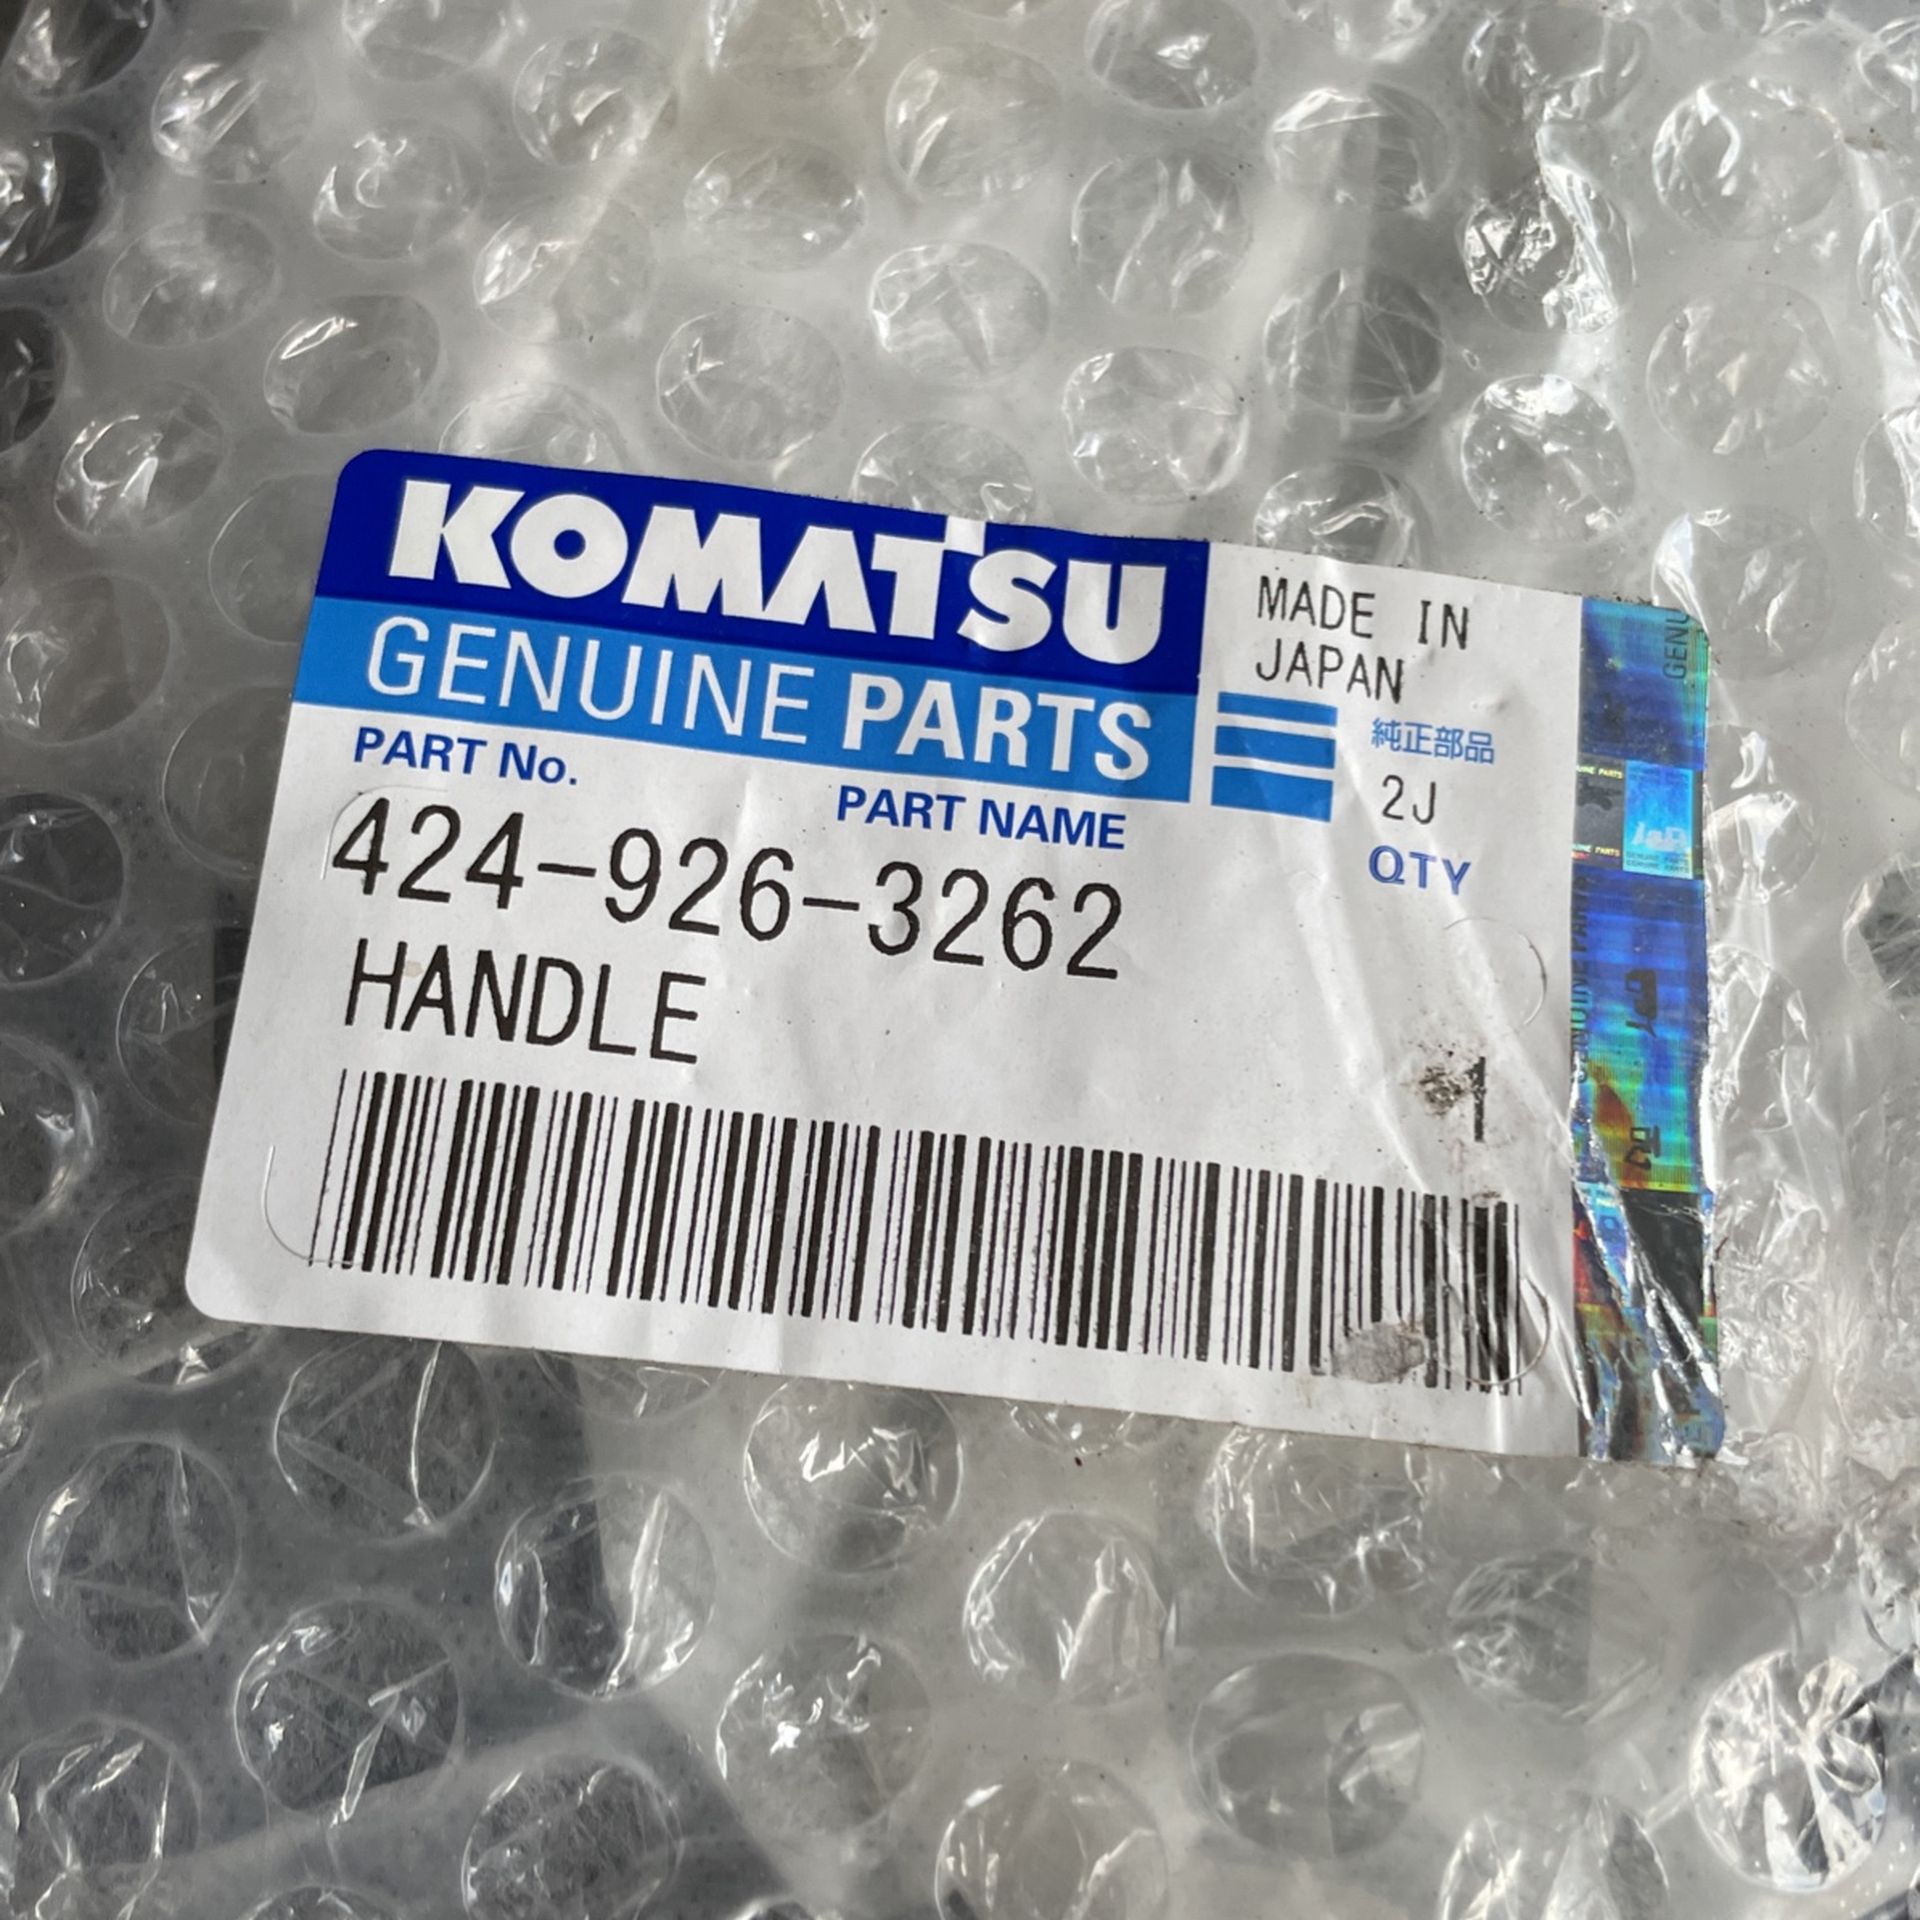 KOMATSU
GENUINE PARTS
MADE IN
JAPAN
純正部品
2J
PART No.
PART NAME
QTY
424-926-3262
HANDLE
1